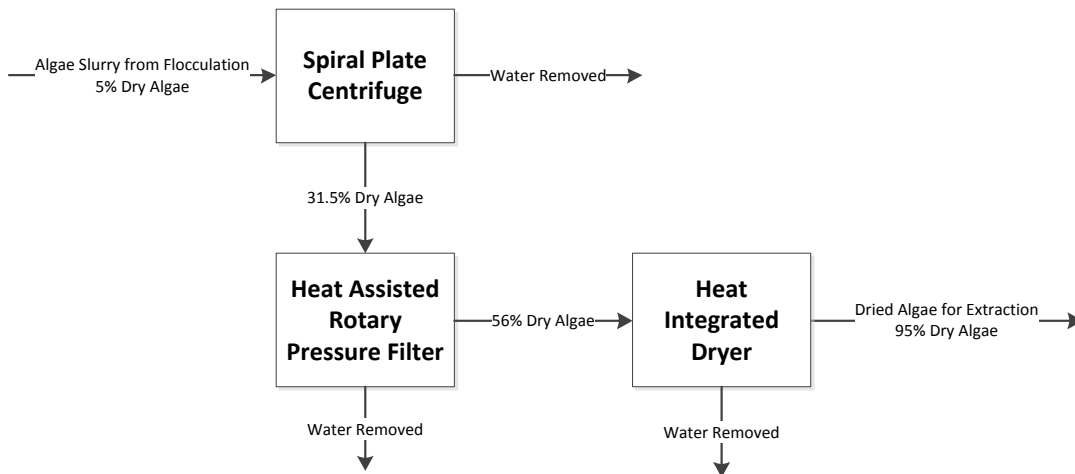 Algae Slurry from Flocculation
5% Dry Algae
Spiral Plate
Centrifuge
Water Removed
31.5% Dry Algae
Heat Assisted
Rotary
Pressure Filter
56% Dry Algae
Heat
Integrated
Dryer
Dried Algae for Extraction
95% Dry Algae
Water Removed
Water Removed